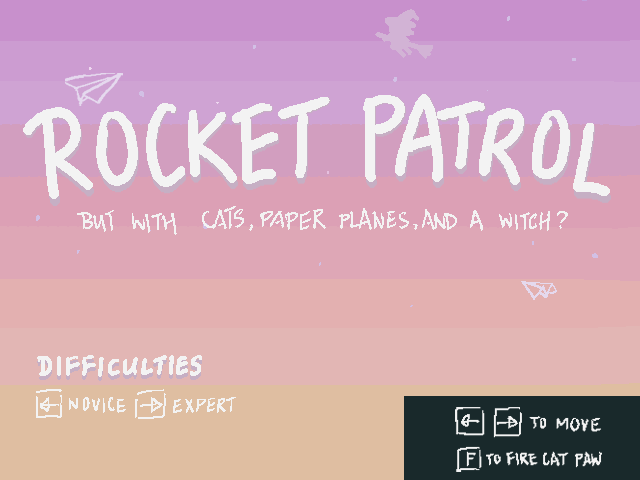 ROCKET PATROL
BUT WITH CATS, PAPER PLANES, AND A WITCH?
DIFFICULTIES
← NOVICE → EXPERT
← → TO MOVE
F TO FIRE CAT PAW